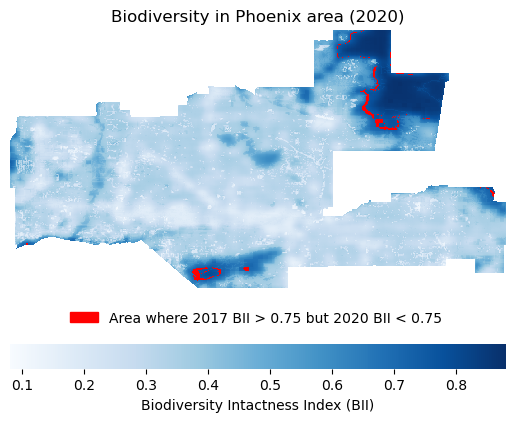 Biodiversity in Phoenix area (2020)
Area where 2017 BII > 0.75 but 2020 BII < 0.75
0.1 0.2 0.3 0.4 0.5 0.6 0.7 0.8
Biodiversity Intactness Index (BII)